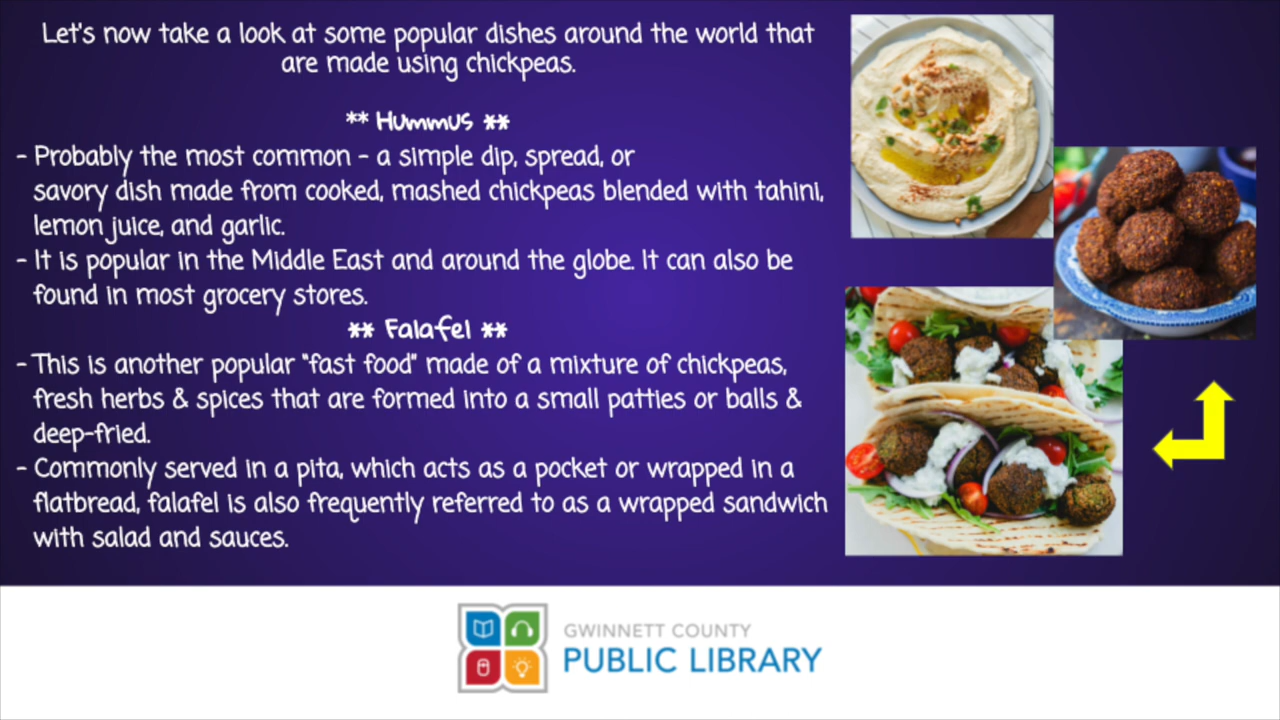 Let's now take a look at some popular dishes around the world that
are made using chickpeas.
** Hummus **
- Probably the most common - a simple dip, spread, or
savory dish made from cooked, mashed chickpeas blended with tahini,
lemon juice, and garlic.
- It is popular in the Middle East and around the globe. It can also be
found in most grocery stores.
** Falafel **
- This is another popular "fast food" made of a mixture of chickpeas,
fresh herbs & spices that are formed into a small patties or balls &
deep-fried.
- Commonly served in a pita, which acts as a pocket or wrapped in a
flatbread, falafel is also frequently referred to as a wrapped sandwich
with salad and sauces.
GWINNETT COUNTY
PUBLIC LIBRARY